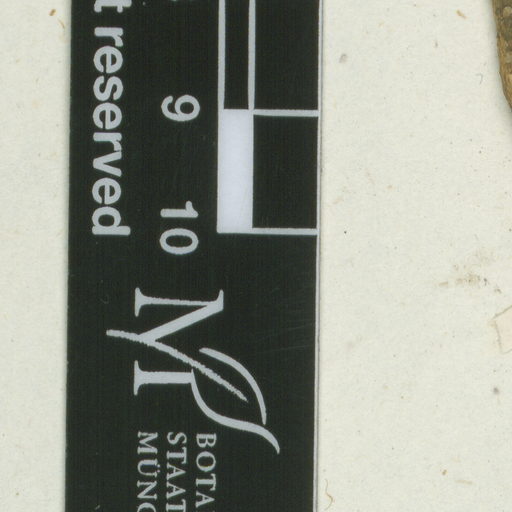 t reserved
9
10
M
BOTA
STAAT
MÜNC